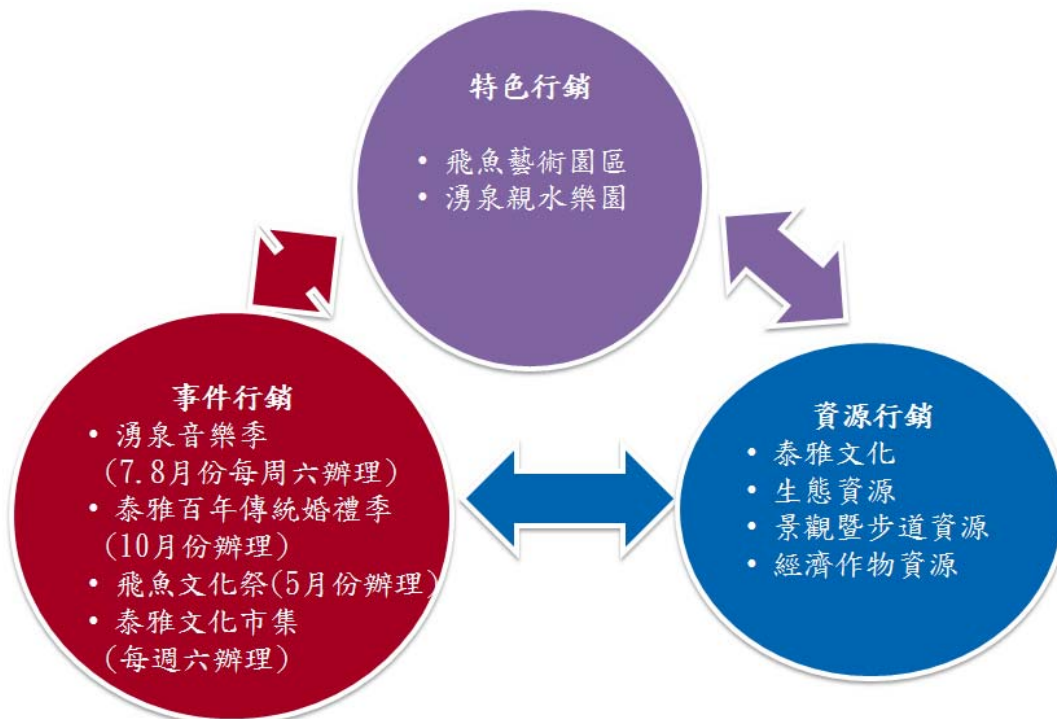 特色行銷
• 飛魚藝術園區
• 湧泉親水樂園
事件行銷
• 湧泉音樂季
(7.8月份每周六辦理)
• 泰雅百年傳統婚禮季
(10月份辦理)
• 飛魚文化祭(5月份辦理)
• 泰雅文化市集
(每週六辦理)
資源行銷
• 泰雅文化
• 生態資源
• 景觀暨步道資源
• 經濟作物資源